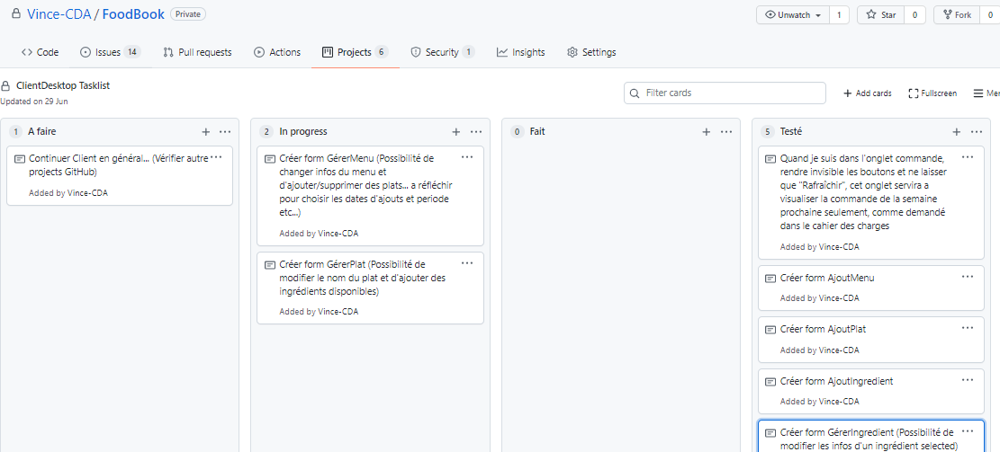 Vince-CDA / FoodBook Private
Unwatch 1 Star 0 Fork 0
Code Issues 14 Pull requests Actions Projects 6 Security 1 Insights Settings
ClientDesktop Tasklist
Updated on 29 Jun
Filter cards
Add cards Fullscreen Men
1 A faire
Continuer Client en général... (Vérifier autre
projects GitHub)
Added by Vince-CDA
2 In progress
Créer form GérerMenu (Possibilité de
changer infos du menu et
d'ajouter/supprimer des plats... a réfléchir
pour choisir les dates d'ajouts et periode
etc...)
Added by Vince-CDA
Créer form GérerPlat (Possibilité de
modifier le nom du plat et d'ajouter des
ingrédients disponibles)
Added by Vince-CDA
0 Fait
5 Testé
Quand je suis dans l'onglet commande,
rendre invisible les boutons et ne laisser
que "Rafraîchir", cet onglet servira a
visualiser la commande de la semaine
prochaine seulement, comme demandé
dans le cahier des charges
Added by Vince-CDA
Créer form AjoutMenu
Added by Vince-CDA
Créer form AjoutPlat
Added by Vince-CDA
Créer form AjoutIngredient
Added by Vince-CDA
Créer form GérerIngredient (Possibilité de
modifier les infos d'un ingrédient selected)